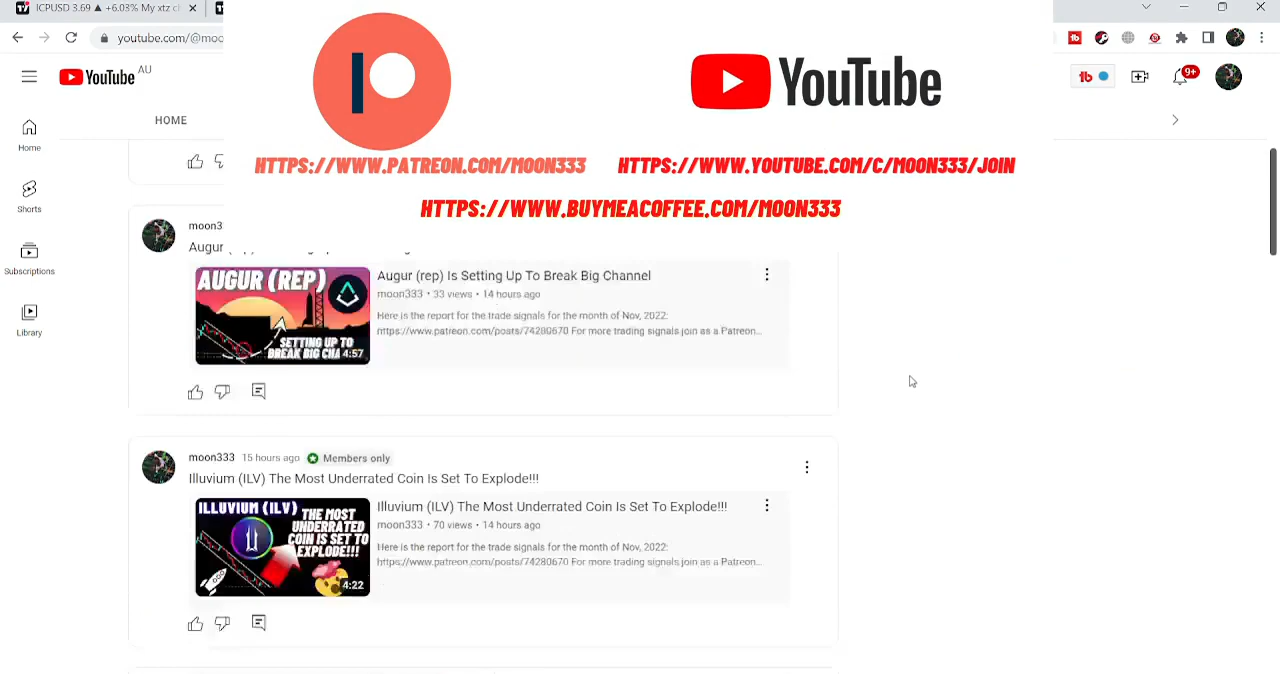 ICPUSD 3.69 ▲ +6.03% My xtz c
youtube.com/@moo
YouTube AU
YouTube
9+
HOME
HTTPS://WWW.PATREON.COM/MOON333
HTTPS://WWW.YOUTUBE.COM/C/MOON333/JOIN
HTTPS://WWW.BUYMEACOFFEE.COM/MOON333
Home
Shorts
Subscriptions
Library
moon3
Augur
AUGUR (REP)
SETTING UP TO
BREAK BIG CHA
4:57
Augur (rep) Is Setting Up To Break Big Channel
moon333 • 33 views • 14 hours ago
Here is the report for the trade signals for the month of Nov, 2022:
https://www.patreon.com/posts/74280670 For more trading signals join as a Patreon...
moon333 15 hours ago Members only
Illuvium (ILV) The Most Underrated Coin Is Set To Explode!!!
ILLUVIUM (ILV)
THE MOST
UNDERRATED
COIN IS SET TO
EXPLODE!!!
4:22
Illuvium (ILV) The Most Underrated Coin Is Set To Explode!!!
moon333 • 70 views • 14 hours ago
Here is the report for the trade signals for the month of Nov, 2022:
https://www.patreon.com/posts/74280670 For more trading signals join as a Patreon...